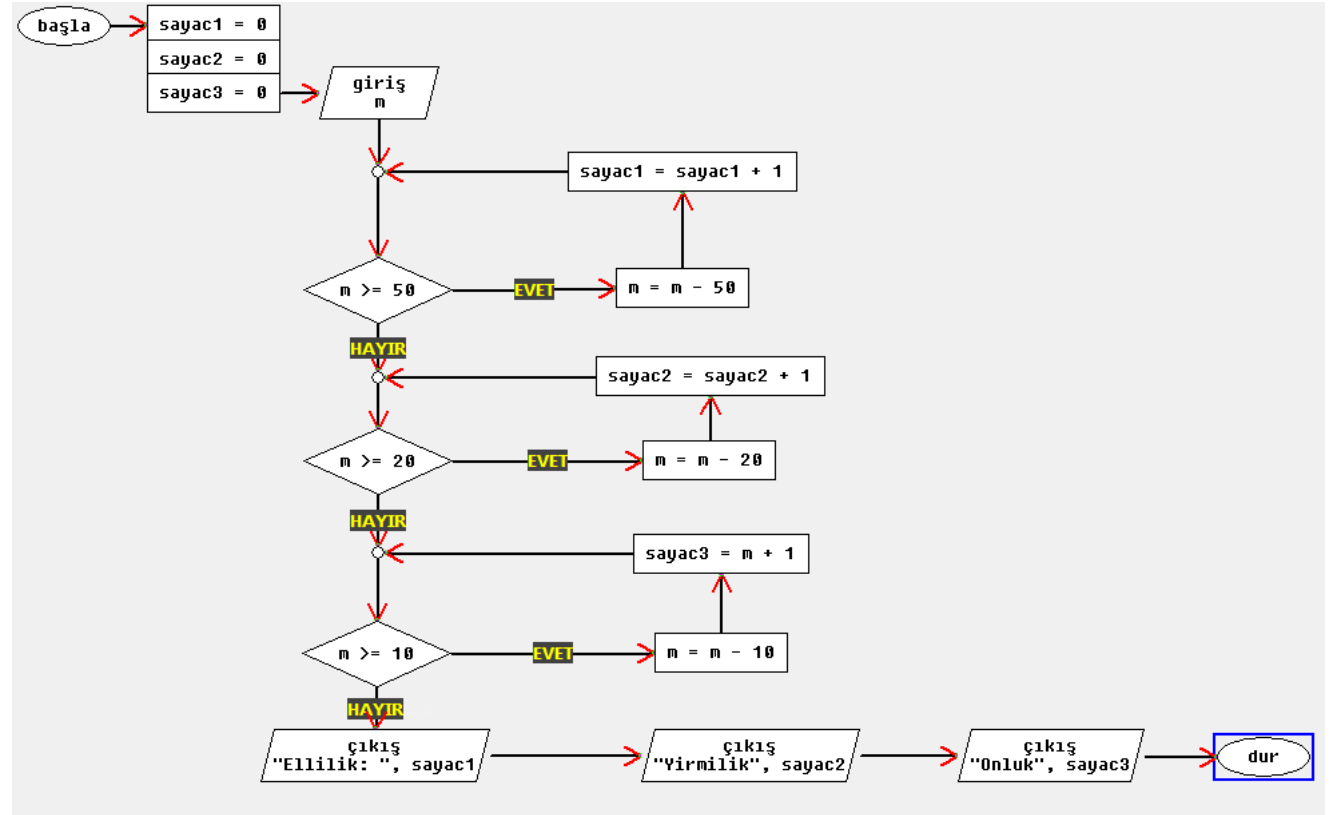 başla
sayac1 = 0
sayac2 = 0
sayac3 = 0
giriş
m
sayac1 = sayac1 + 1
m >= 50
EVET
m = m - 50
HAYIR
sayac2 = sayac2 + 1
m >= 20
EVET
m = m - 20
HAYIR
sayac3 = m + 1
m >= 10
EVET
m = m - 10
HAYIR
çıkış
"Ellilik: ", sayac1
çıkış
"Yirmilik", sayac2
çıkış
"Onluk", sayac3
dur